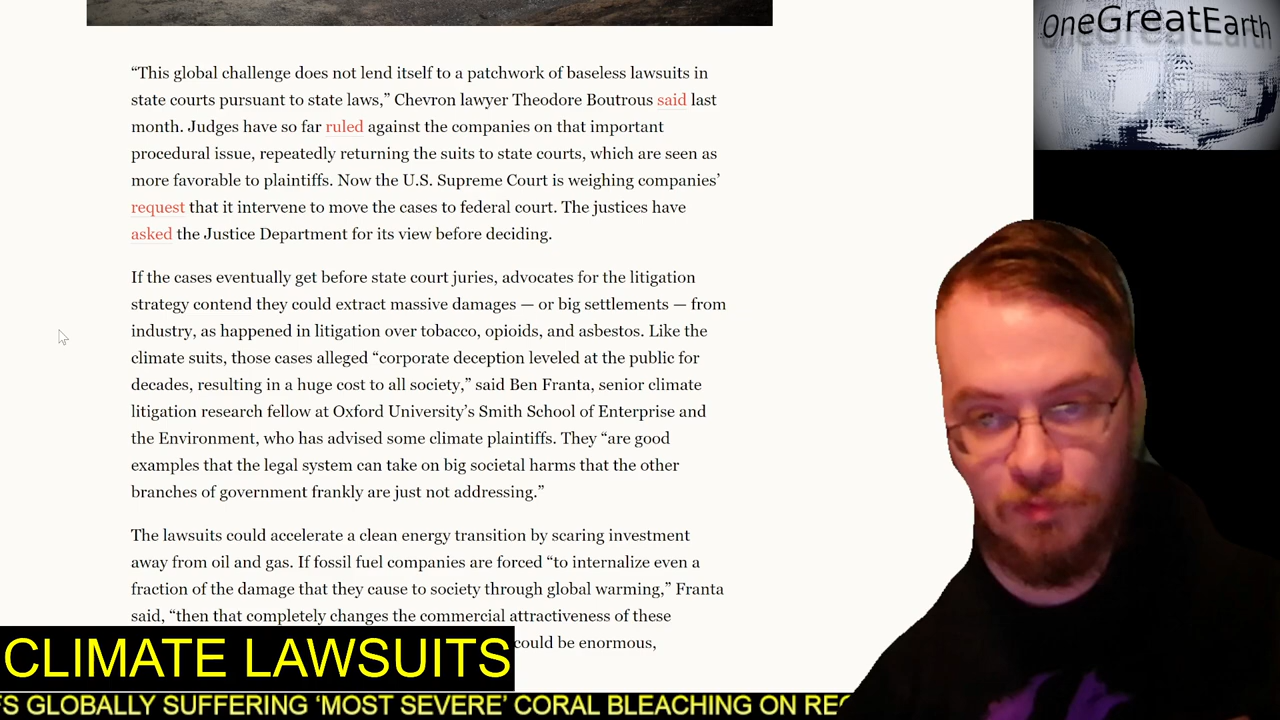 OneGreatEarth
“This global challenge does not lend itself to a patchwork of baseless lawsuits in
state courts pursuant to state laws,” Chevron lawyer Theodore Boutrous said last
month. Judges have so far ruled against the companies on that important
procedural issue, repeatedly returning the suits to state courts, which are seen as
more favorable to plaintiffs. Now the U.S. Supreme Court is weighing companies’
request that it intervene to move the cases to federal court. The justices have
asked the Justice Department for its view before deciding.
If the cases eventually get before state court juries, advocates for the litigation
strategy contend they could extract massive damages — or big settlements — from
industry, as happened in litigation over tobacco, opioids, and asbestos. Like the
climate suits, those cases alleged “corporate deception leveled at the public for
decades, resulting in a huge cost to all society,” said Ben Franta, senior climate
litigation research fellow at Oxford University’s Smith School of Enterprise and
the Environment, who has advised some climate plaintiffs. They “are good
examples that the legal system can take on big societal harms that the other
branches of government frankly are just not addressing.”
The lawsuits could accelerate a clean energy transition by scaring investment
away from oil and gas. If fossil fuel companies are forced “to internalize even a
fraction of the damage that they cause to society through global warming,” Franta
said, “then that completely changes the commercial attractiveness of these
could be enormous,
CLIMATE LAWSUITS
GLOBALLY SUFFERING ‘MOST SEVERE’ CORAL BLEACHING ON